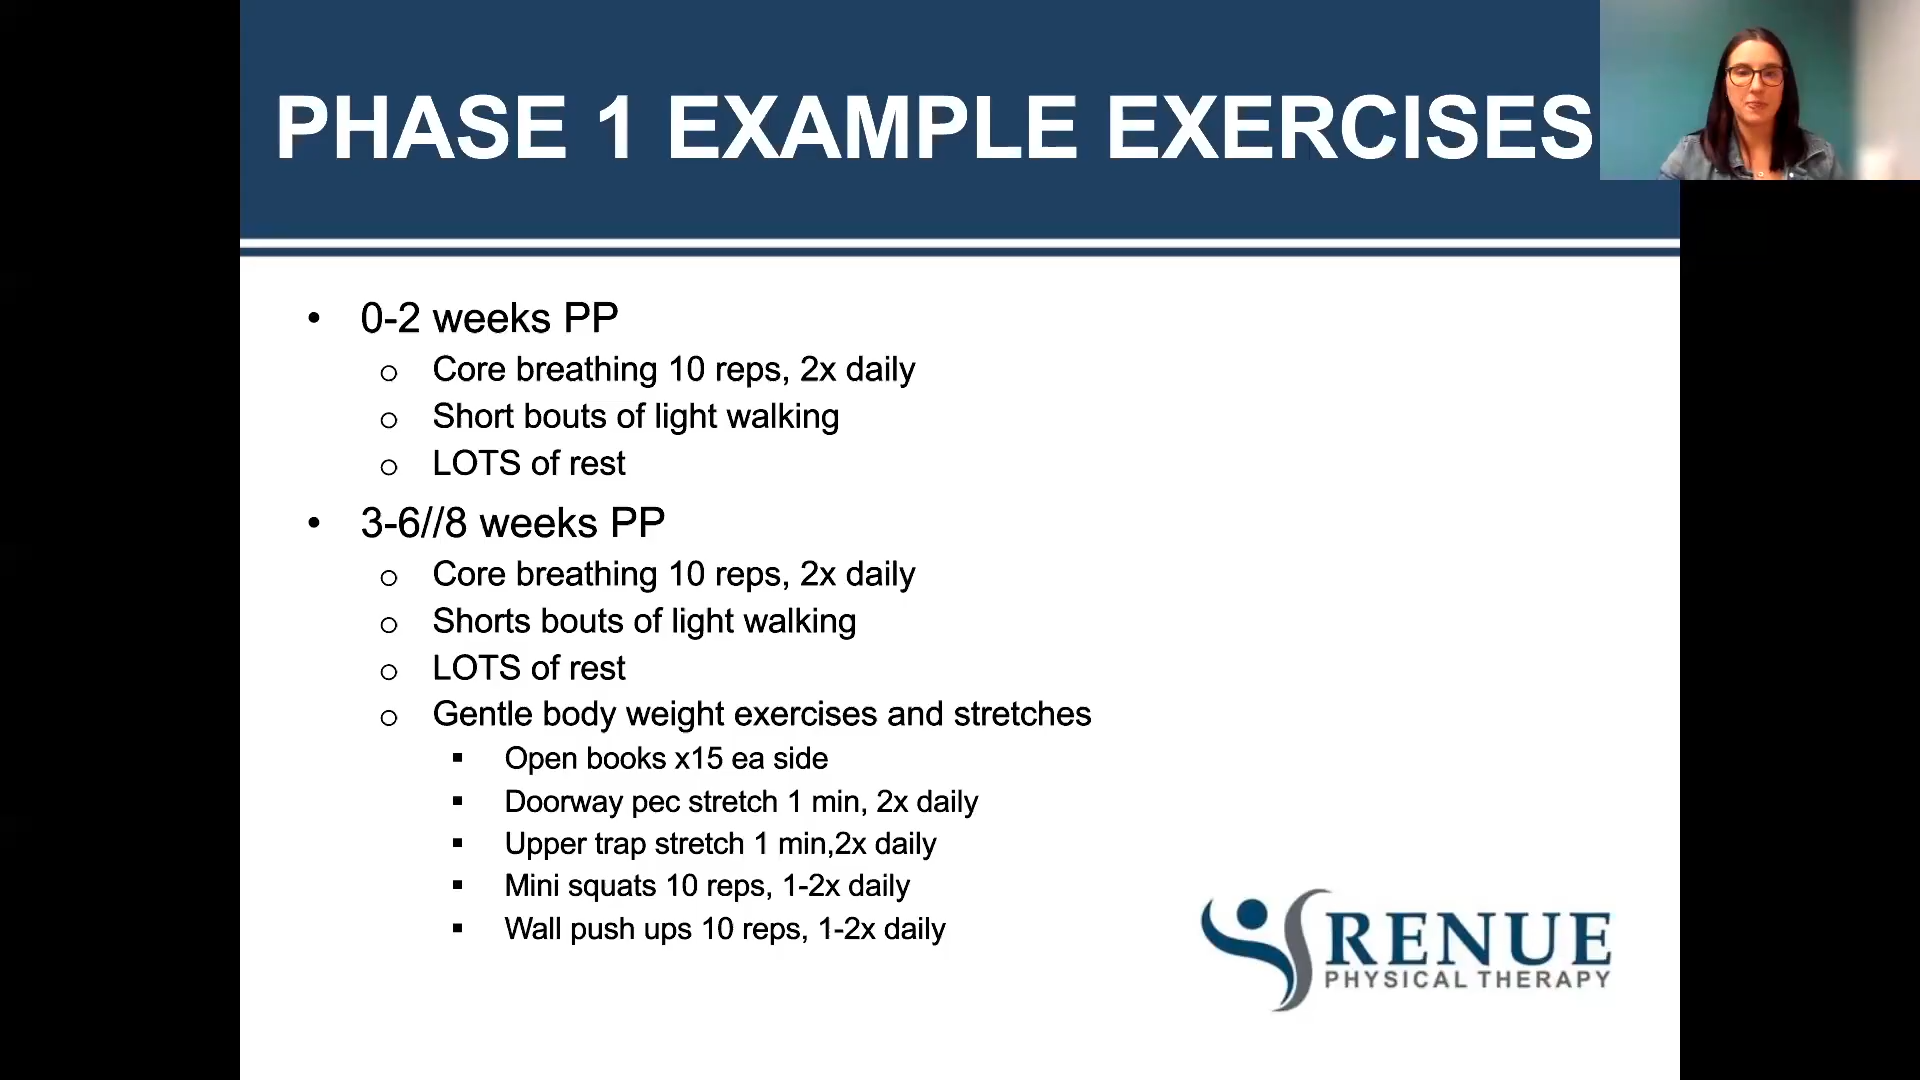 PHASE 1 EXAMPLE EXERCISES
• 0-2 weeks PP
o Core breathing 10 reps, 2x daily
o Short bouts of light walking
o LOTS of rest
• 3-6//8 weeks PP
o Core breathing 10 reps, 2x daily
o Shorts bouts of light walking
o LOTS of rest
o Gentle body weight exercises and stretches
▪ Open books x15 ea side
▪ Doorway pec stretch 1 min, 2x daily
▪ Upper trap stretch 1 min,2x daily
▪ Mini squats 10 reps, 1-2x daily
▪ Wall push ups 10 reps, 1-2x daily
RENUE
PHYSICAL THERAPY